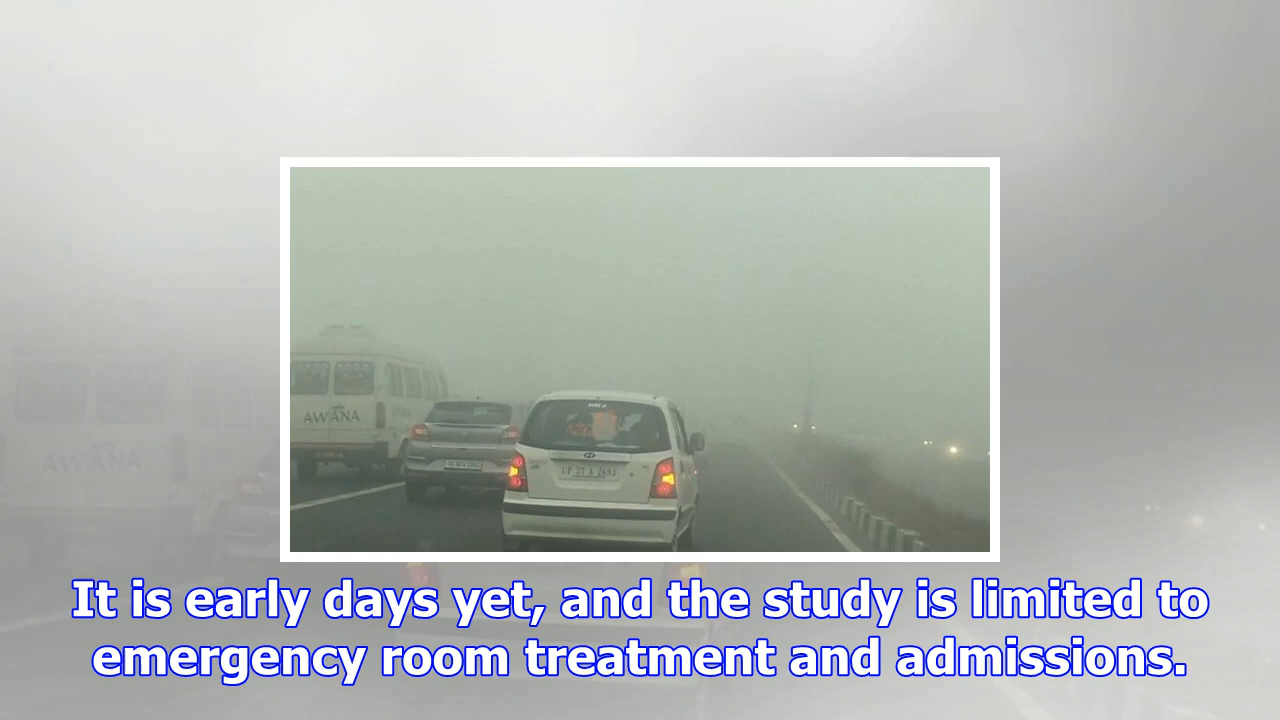 AWANA
It is early days yet, and the study is limited to
emergency room treatment and admissions.